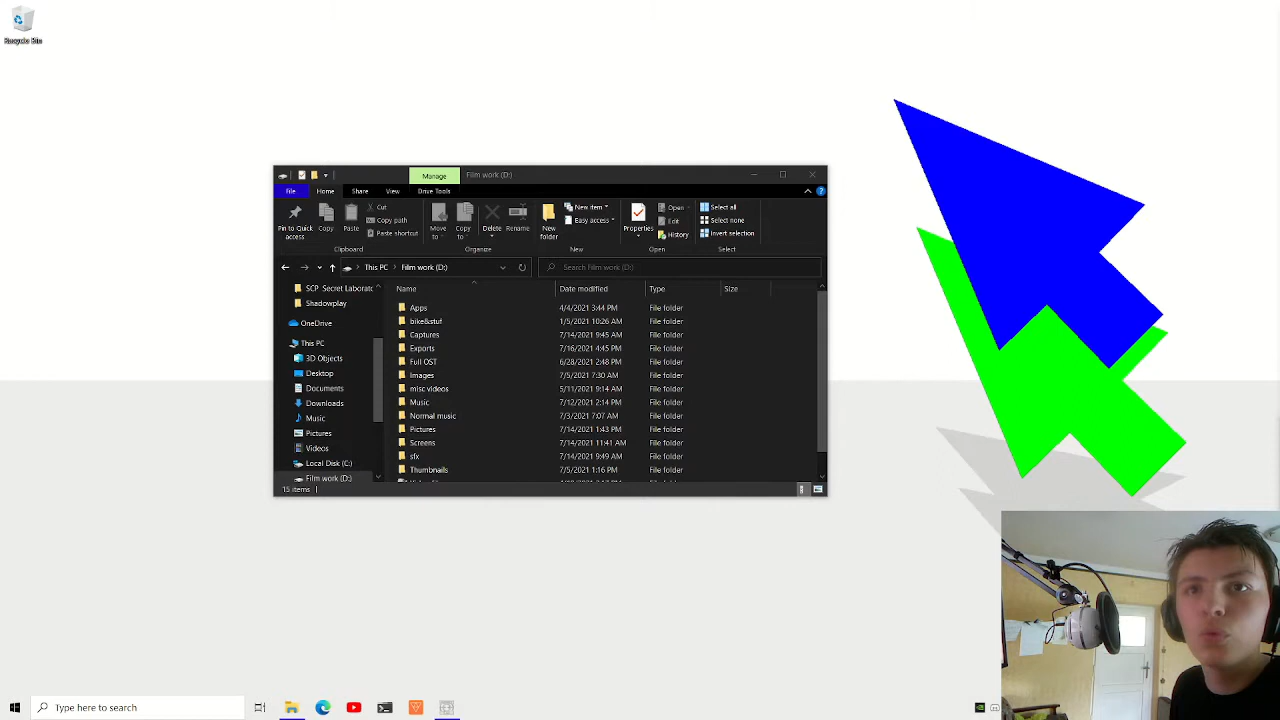 Recycle Bin
Manage
Film work (D:)
File
Home
Share
View
Drive Tools
Pin to Quick access
Copy
Paste
Cut
Copy path
Paste shortcut
Move to
Copy to
Delete
Rename
New folder
New item
Easy access
Properties
Open
Edit
History
Select all
Select none
Invert selection
Clipboard
Organize
New
Open
Select
This PC
Film work (D:)
Search Film work (D:)
SCP Secret Laborato
Shadowplay
OneDrive
This PC
3D Objects
Desktop
Documents
Downloads
Music
Pictures
Videos
Local Disk (C:)
Film work (D:)
Name Date modified Type Size
Apps 4/4/2021 3:44 PM File folder
bike&stuf 1/5/2021 10:26 AM File folder
Captures 7/14/2021 9:45 AM File folder
Exports 7/16/2021 4:45 PM File folder
Full OST 6/28/2021 2:48 PM File folder
Images 7/5/2021 7:30 AM File folder
misc videos 5/11/2021 9:14 AM File folder
Music 7/12/2021 2:14 PM File folder
Normal music 7/3/2021 7:07 AM File folder
Pictures 7/14/2021 1:43 PM File folder
Screens 7/14/2021 11:41 AM File folder
sfx 7/14/2021 9:49 AM File folder
Thumbnails 7/5/2021 1:16 PM File folder
15 items
Type here to search